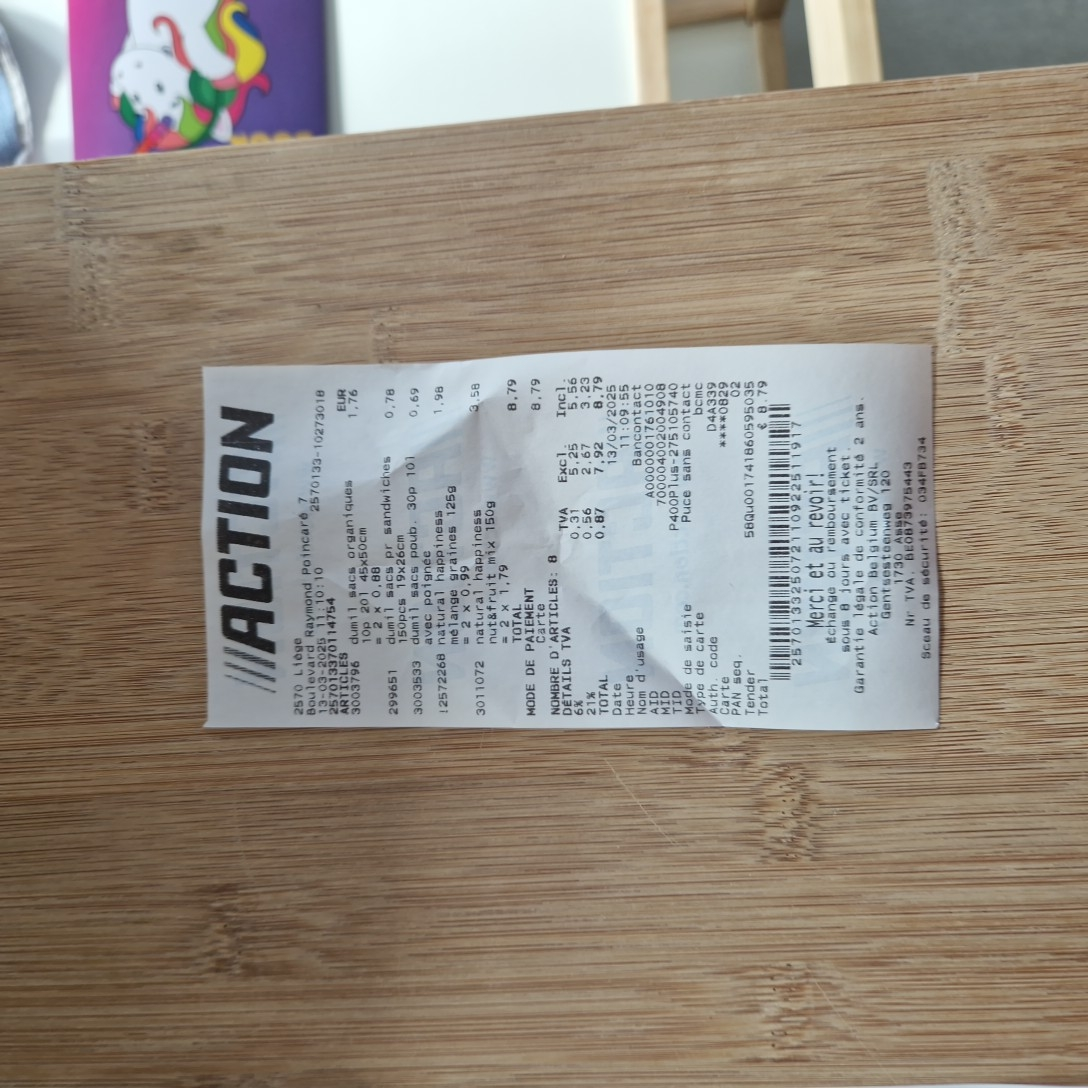 ///ACTION
2570 Liège
Boulevard Raymond Poincaré 7
13-03-2025 11:10:10 2570133-10273018
257013370114754
ARTICLES EUR
3003796 dumil sacs organiques 1,76
10p 20l 45x50cm
= 2 x 0.88
299651 dumil sacs pr sandwiches 0,78
150pcs 19x26cm
3003533 dumil sacs poub. 30p 10l 0,69
avec poignée
12572268 natural happiness 1,98
mélange graines 125g
= 2 x 0,99
3011072 natural happiness 3,58
nut&fruit mix 150g
= 2 x 1,79
TOTAL 8,79
MODE DE PAIEMENT
Carte 8,79
NOMBRE D'ARTICLES: 8
DÉTAILS TVA TVA Excl. Incl.
6% 0,31 5,25 5,56
21% 0,56 2,67 3,23
TOTAL 0,87 7,92 8,79
Date 13/03/2025
Heure 11:09:55
Nom d'usage Bancontact
AID A0000001761010
MID 700004002004908
TID P400Plus-275105740
Mode de saisie Puce sans contact
Type de carte bcmc
Auth. code D4A339
Carte ****0829
PAN seq. 02
Tender 58Qu001741860595035
Total € 8.79
257013325072110922511917
Merci et au revoir!
Échange ou remboursement
sous 8 jours avec ticket.
Garantie légale de conformité 2 ans.
Action Belgium BV/SRL
Gentsesteenweg 120
1730 Asse
Nr TVA. BE0873975443
Sceau de sécurité: 034FB734